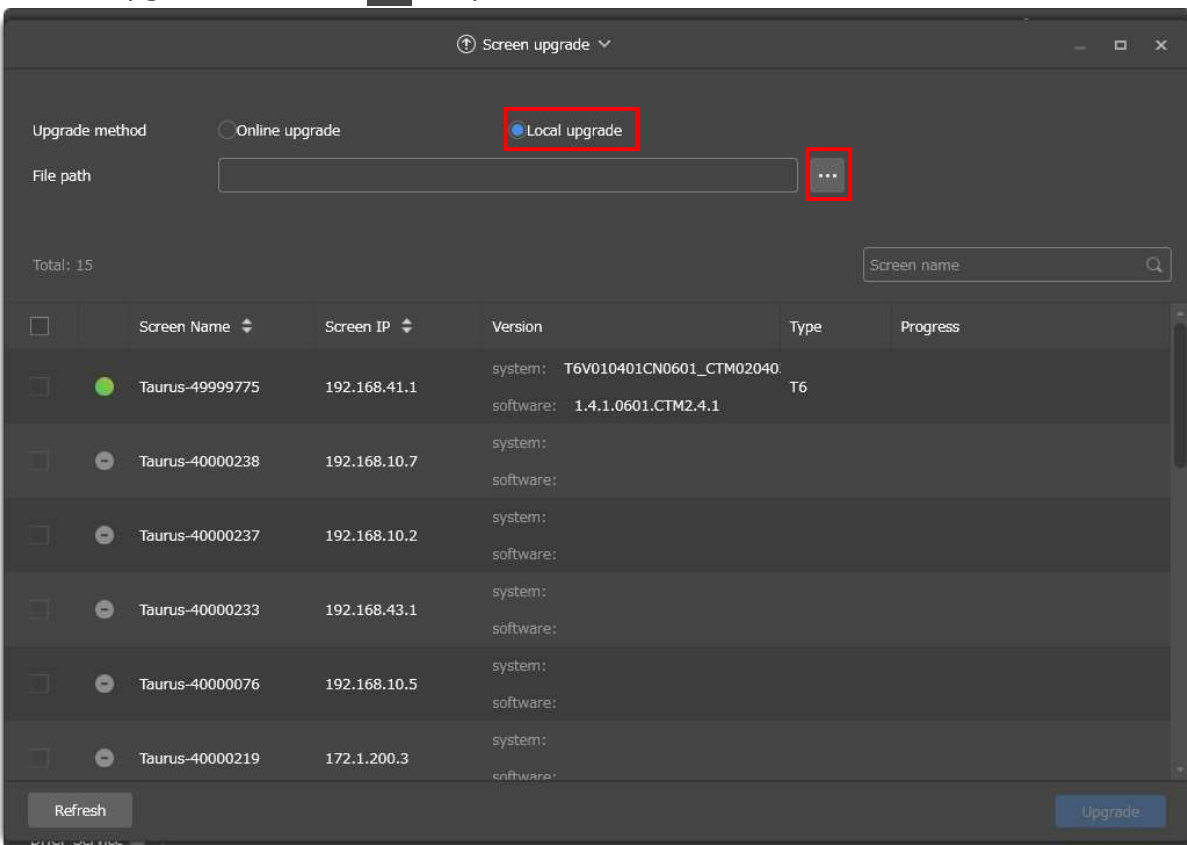 Screen upgrade
Upgrade method Online upgrade Local upgrade
File path ...
Total: 15 Screen name
Screen Name Screen IP Version Type Progress
system: T6V010401CN0601_CTM02040
Taurus-49999775 192.168.41.1 T6
software: 1.4.1.0601.CTM2.4.1
system:
Taurus-40000238 192.168.10.7
software:
system:
Taurus-40000237 192.168.10.2
software:
system:
Taurus-40000233 192.168.43.1
software:
system:
Taurus-40000076 192.168.10.5
software:
system:
Taurus-40000219 172.1.200.3
software:
Refresh Upgrade